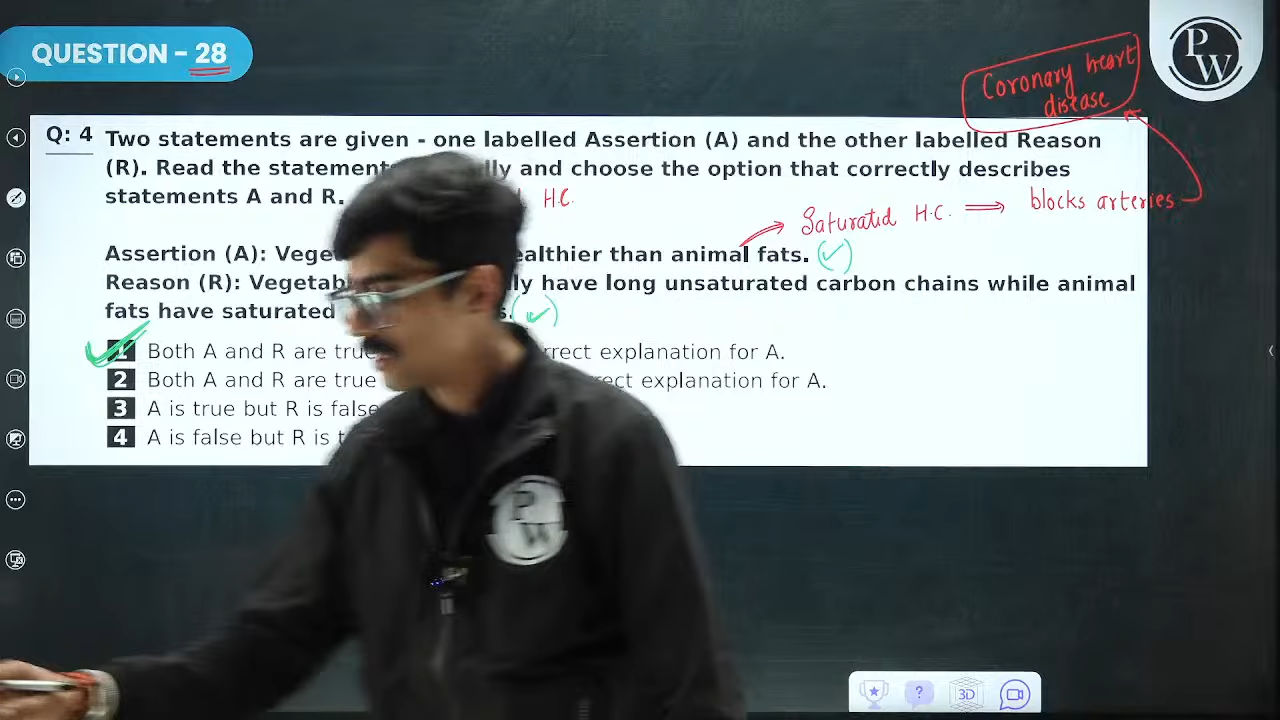 QUESTION - 28
Coronary heart
disease
PW
Q: 4 Two statements are given - one labelled Assertion (A) and the other labelled Reason
(R). Read the statement lly and choose the option that correctly describes
statements A and R. H.C.
Saturated H.C. ⟹ blocks arteries
Assertion (A): Vege ealthier than animal fats. (✓)
Reason (R): Vegetab ly have long unsaturated carbon chains while animal
fats have saturated s. (✓)
1 Both A and R are true rrect explanation for A.
2 Both A and R are true rect explanation for A.
3 A is true but R is false
4 A is false but R is t
PW
3D